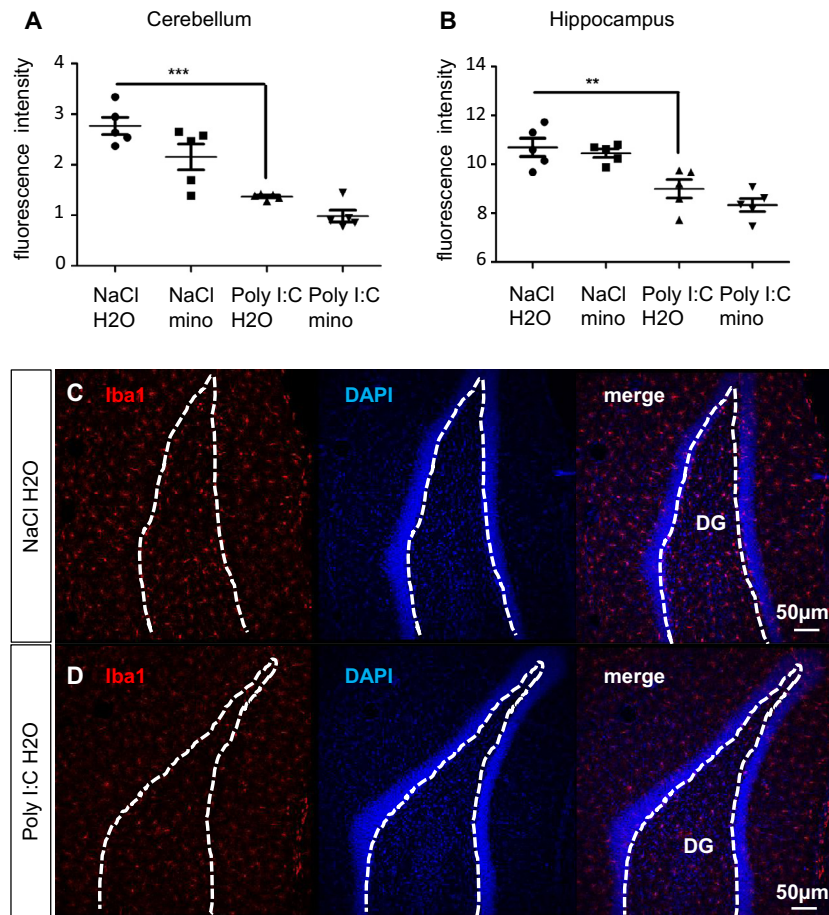 A
Cerebellum
fluorescence intensity
4
3
2
1
0
***
NaCl
H2O
NaCl
mino
Poly I:C
H2O
Poly I:C
mino
B
Hippocampus
fluorescence intensity
14
12
10
8
6
**
NaCl
H2O
NaCl
mino
Poly I:C
H2O
Poly I:C
mino
NaCl H2O
C
Iba1
DAPI
merge
DG
50µm
Poly I:C H2O
D
Iba1
DAPI
merge
DG
50µm